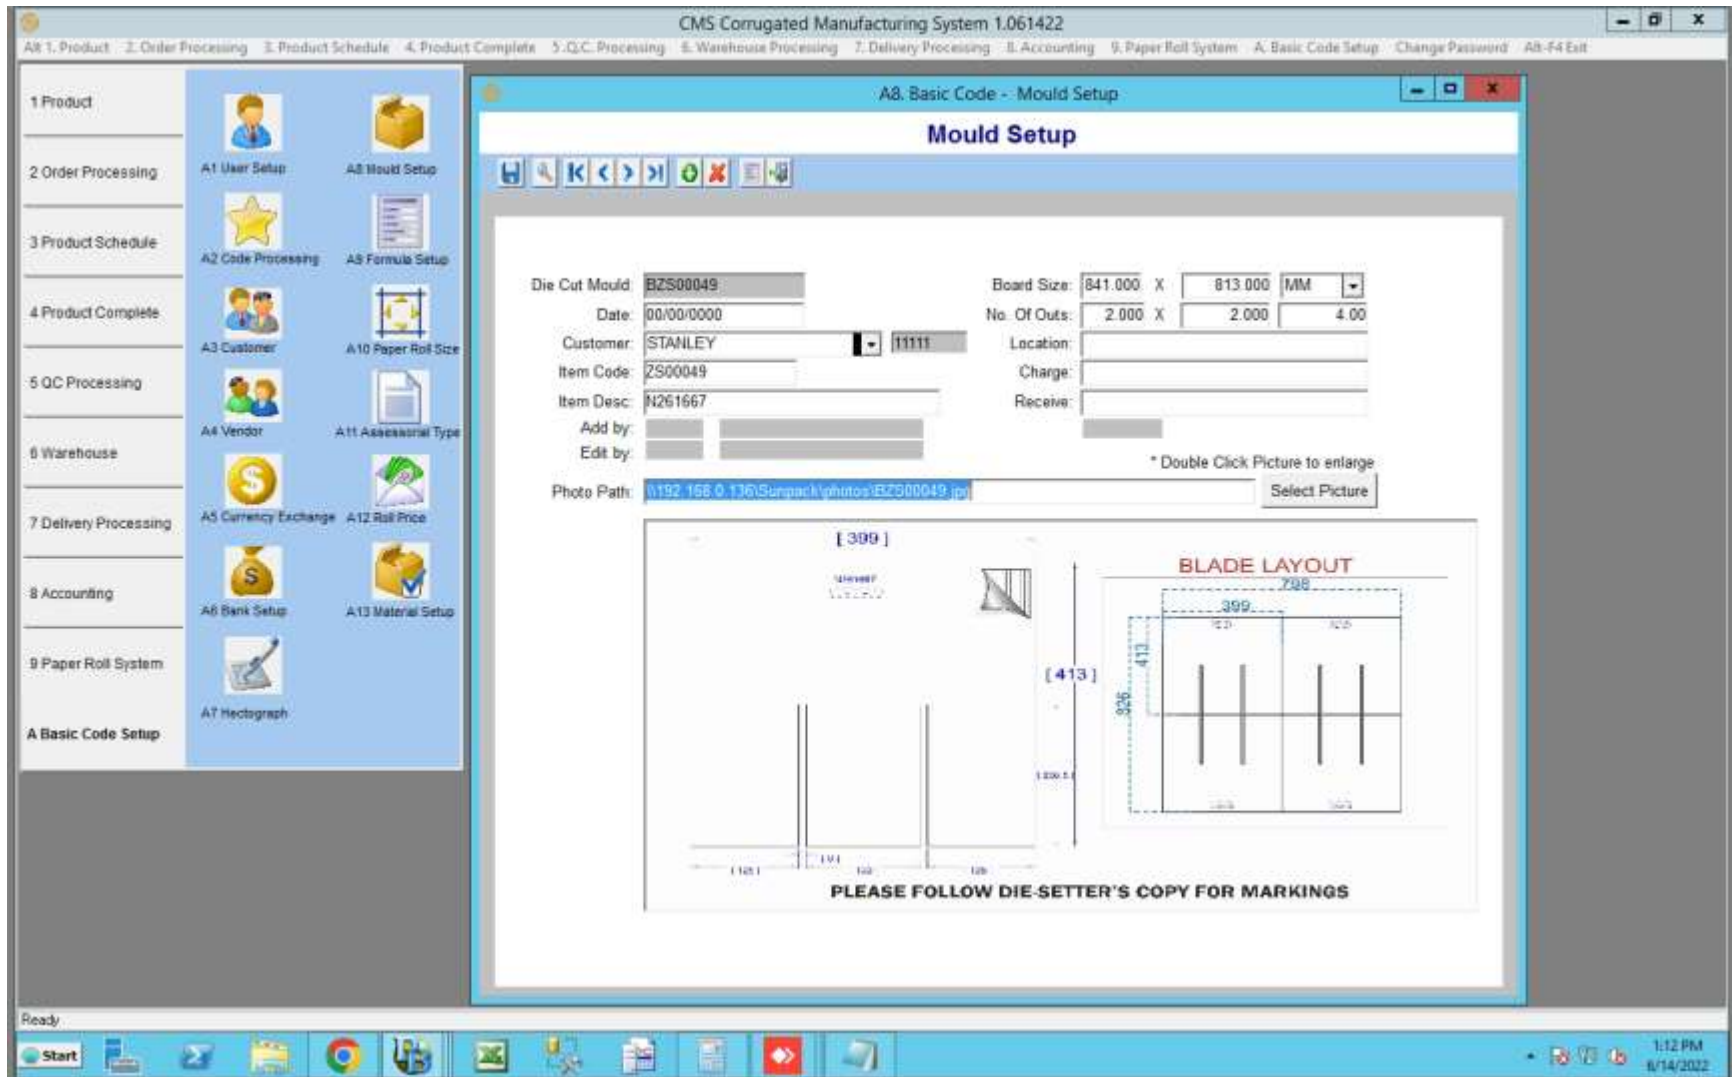 CMS Corrugated Manufacturing System 1.061422
Alt 1. Product 2. Order Processing 3. Product Schedule 4. Product Complete 5 .Q.C. Processing 6. Warehouse Processing 7. Delivery Processing 8. Accounting 9. Paper Roll System A. Basic Code Setup Change Password Alt-F4 Exit
1 Product
2 Order Processing
3 Product Schedule
4 Product Complete
5 QC Processing
6 Warehouse
7 Delivery Processing
8 Accounting
9 Paper Roll System
A Basic Code Setup
A1 User Setup
A8 Mould Setup
A2 Code Processing
A9 Formula Setup
A3 Customer
A10 Paper Roll Size
A4 Vendor
A11 Assessorial Type
A5 Currency Exchange
A12 Roll Price
A6 Bank Setup
A13 Material Setup
A7 Hectograph
A8. Basic Code - Mould Setup
Mould Setup
Die Cut Mould: BZS00049
Board Size: 841.000 X 813.000 MM
Date: 00/00/0000
No. Of Outs: 2.000 X 2.000 4.00
Customer: STANLEY 11111
Location:
Item Code: ZS00049
Charge:
Item Desc: N261667
Receive:
Add by:
Edit by:
* Double Click Picture to enlarge
Photo Path: \\192.168.0.136\Sunpack\photos\BZS00049.jpg
Select Picture
[ 399 ]
BLADE LAYOUT
798
399
413
826
[ 413 ]
PLEASE FOLLOW DIE-SETTER'S COPY FOR MARKINGS
Ready
Start
1:12 PM
6/14/2022